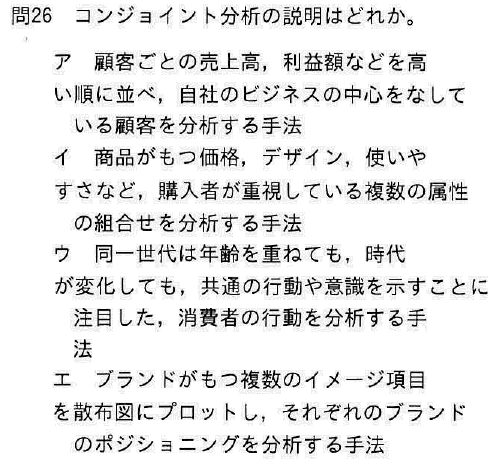 問26 コンジョイント分析の説明はどれか。
ア 顧客ごとの売上高，利益額などを高
い順に並べ，自社のビジネスの中心をなして
いる顧客を分析する手法
イ 商品がもつ価格，デザイン，使いや
すさなど，購入者が重視している複数の属性
の組合せを分析する手法
ウ 同一世代は年齢を重ねても，時代
が変化しても，共通の行動や意識を示すことに
注目した，消費者の行動を分析する手
法
エ ブランドがもつ複数のイメージ項目
を散布図にプロットし，それぞれのブランド
のポジショニングを分析する手法